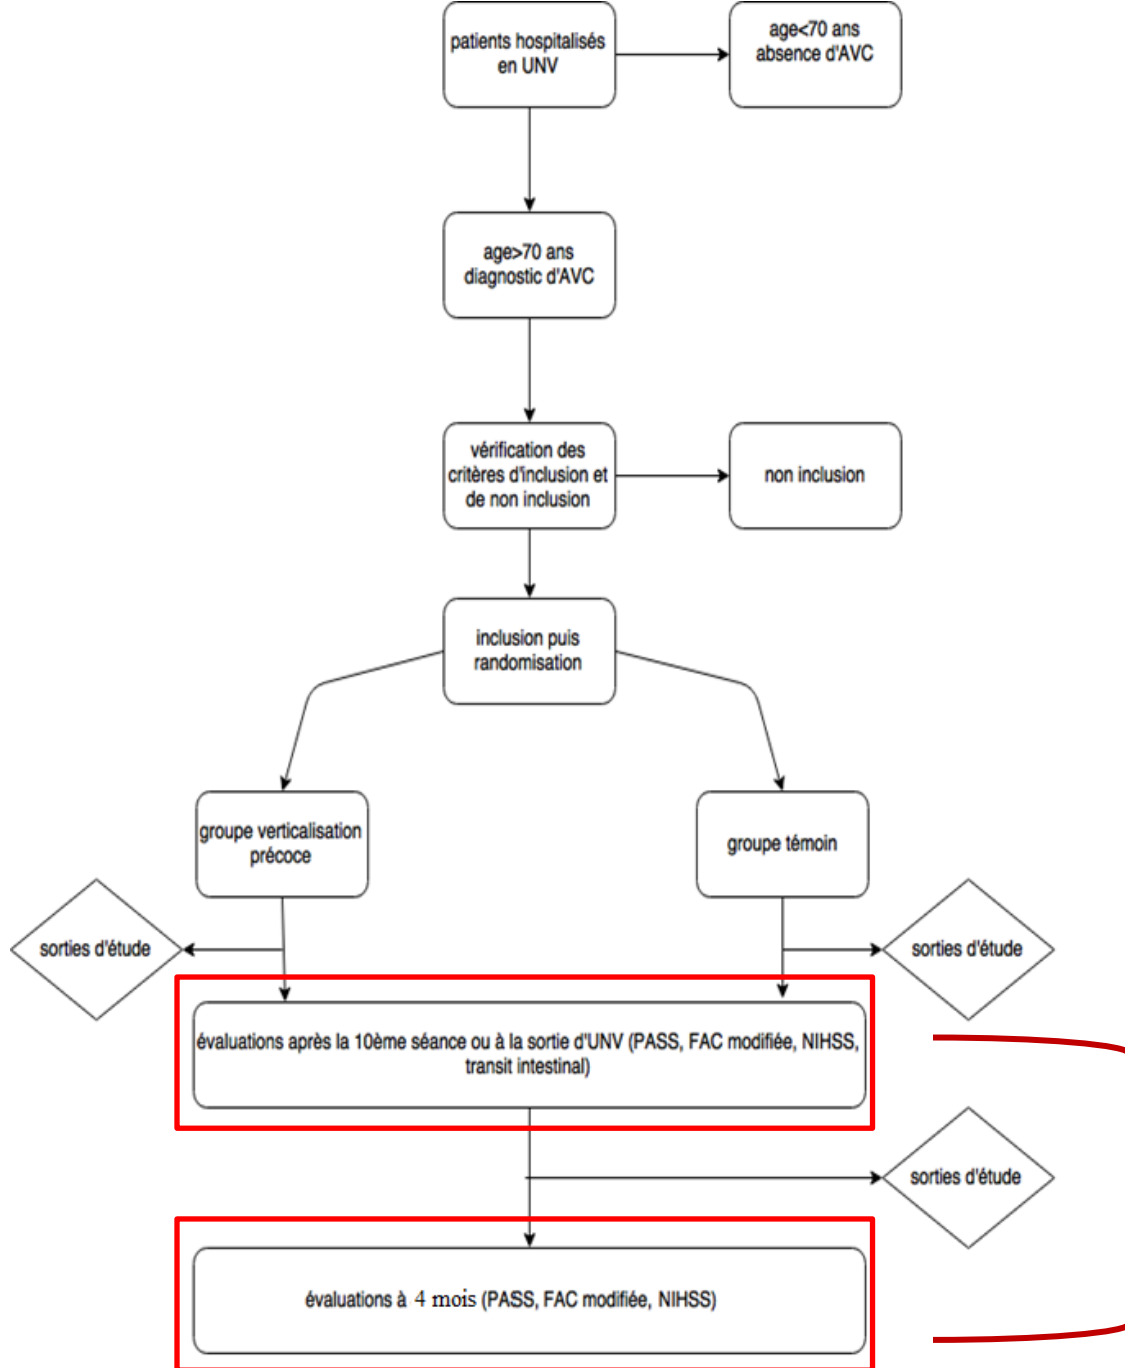 patients hospitalisés
en UNV
age<70 ans
absence d'AVC
age>70 ans
diagnostic d'AVC
vérification des
critères d'inclusion et
de non inclusion
non inclusion
inclusion puis
randomisation
groupe verticalisation
précoce
groupe témoin
sorties d'étude
sorties d'étude
évaluations après la 10ème séance ou à la sortie d'UNV (PASS, FAC modifiée, NIHSS,
transit intestinal)
sorties d'étude
évaluations à 4 mois (PASS, FAC modifiée, NIHSS)